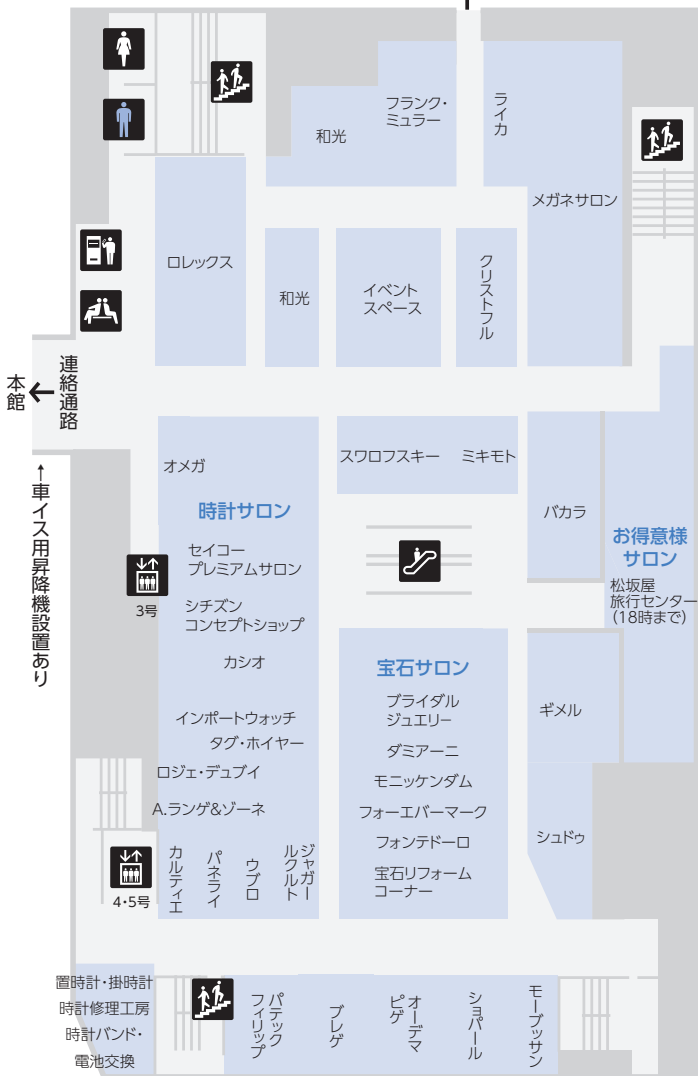 フランク・
ミュラー
和光
ライカ
メガネサロン
ロレックス
和光
イベント
スペース
クリストフル
連絡通路
本館
←車イス用昇降機設置あり
オメガ
時計サロン
セイコー
プレミアムサロン
シチズン
コンセプトショップ
カシオ
インポートウォッチ
タグ・ホイヤー
ロジェ・デュブイ
A.ランゲ&ゾーネ
カルティエ
パネライ
ウブロ
ジャガー
ルクルト
3号
4・5号
スワロフスキー
ミキモト
バカラ
お得意様
サロン
松坂屋
旅行センター
(18時まで)
宝石サロン
ブライダル
ジュエリー
ダミアーニ
モニッケンダム
フォーエバーマーク
フォンテドーロ
宝石リフォーム
コーナー
ギメル
シュドゥ
置時計・掛時計
時計修理工房
時計バンド・
電池交換
パテック
フィリップ
ブレゲ
オーデマ
ピゲ
ショパール
モーブッサン